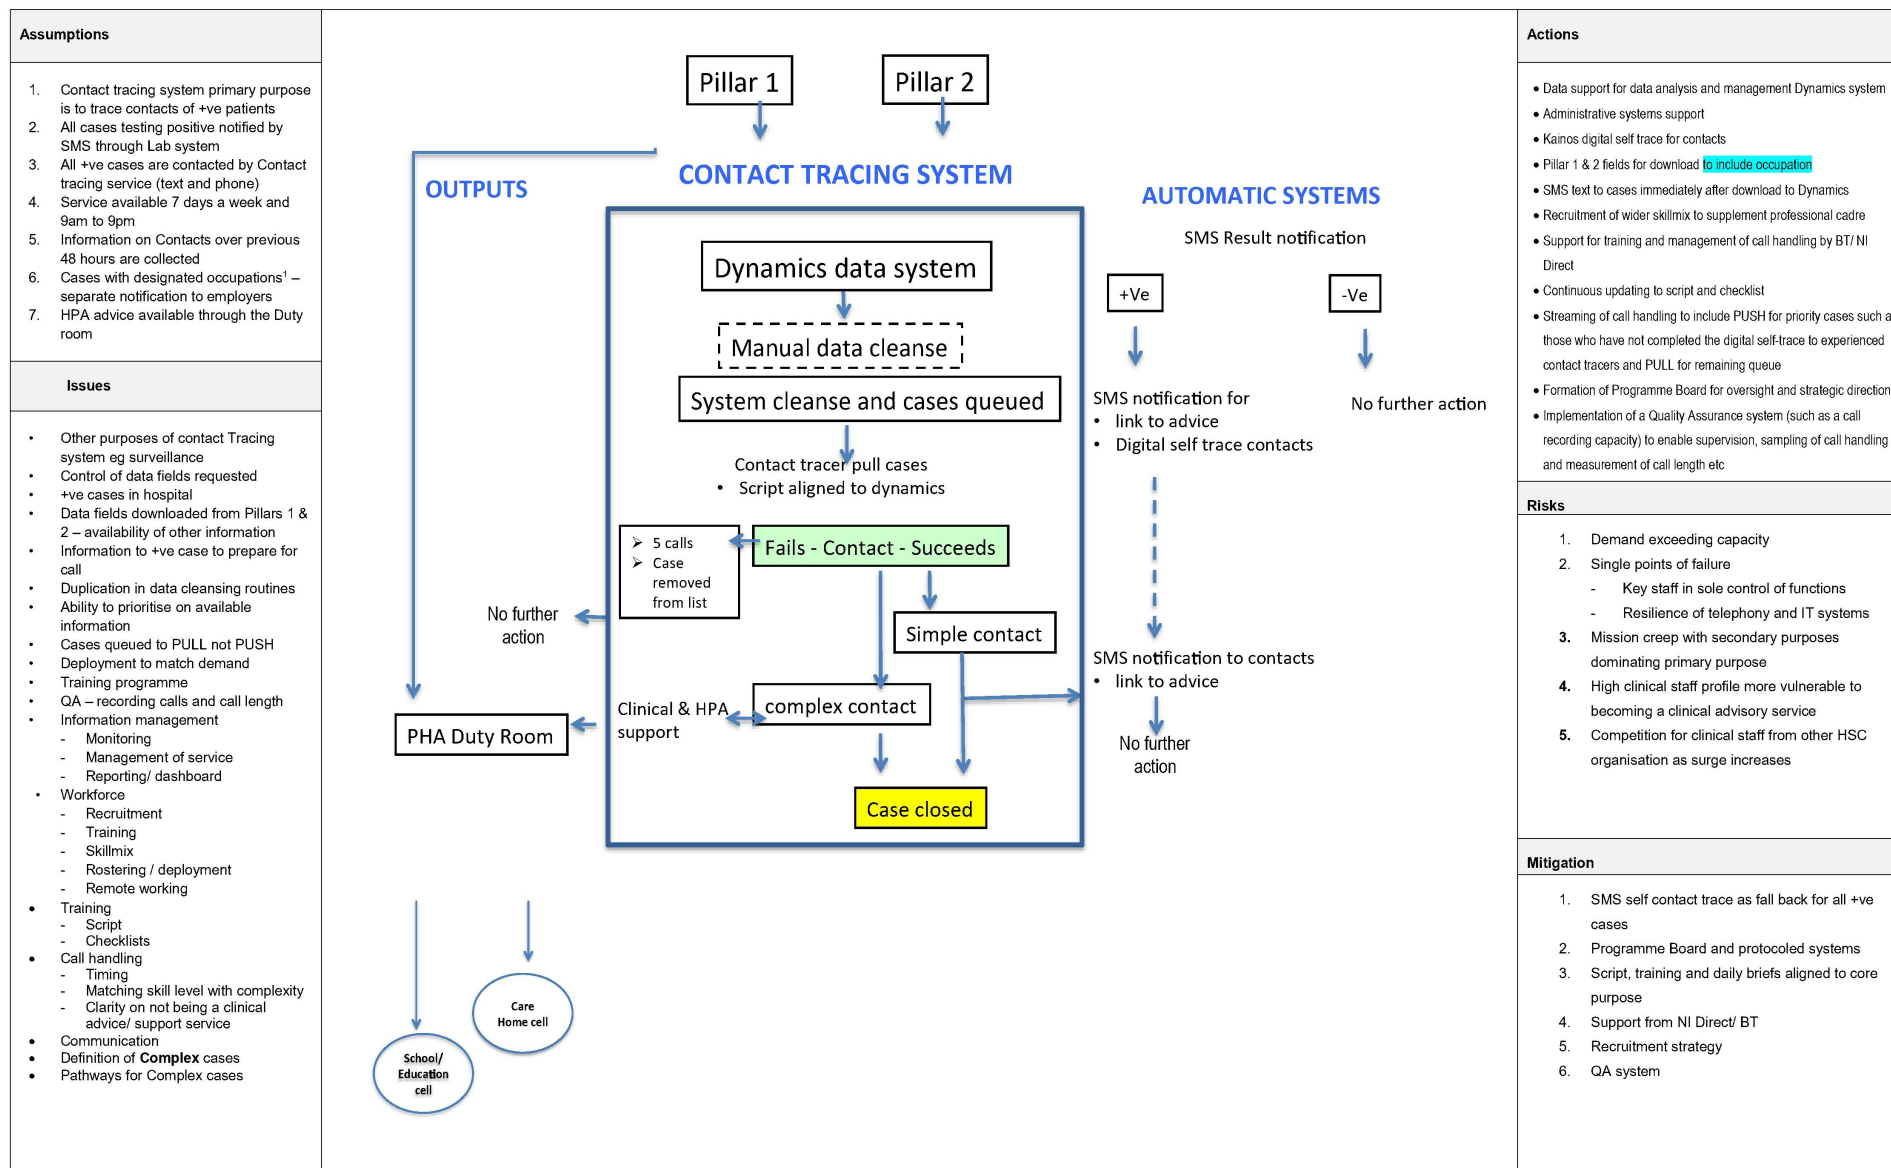 Assumptions
1. Contact tracing system primary purpose
is to trace contacts of +ve patients
2. All cases testing positive notified by
SMS through Lab system
3. All +ve cases are contacted by Contact
tracing service (text and phone)
4. Service available 7 days a week and
9am to 9pm
5. Information on Contacts over previous
48 hours are collected
6. Cases with designated occupations¹ –
separate notification to employers
7. HPA advice available through the Duty
room
Issues
• Other purposes of contact Tracing
system eg surveillance
• Control of data fields requested
• +ve cases in hospital
• Data fields downloaded from Pillars 1 &
2 – availability of other information
• Information to +ve case to prepare for
call
• Duplication in data cleansing routines
• Ability to prioritise on available
information
• Cases queued to PULL not PUSH
• Deployment to match demand
• Training programme
• QA – recording calls and call length
• Information management
- Monitoring
- Management of service
- Reporting/ dashboard
• Workforce
- Recruitment
- Training
- Skillmix
- Rostering / deployment
- Remote working
• Training
- Script
- Checklists
• Call handling
- Timing
- Matching skill level with complexity
- Clarity on not being a clinical
advice/ support service
• Communication
• Definition of Complex cases
• Pathways for Complex cases
Pillar 1
Pillar 2
OUTPUTS
CONTACT TRACING SYSTEM
AUTOMATIC SYSTEMS
SMS Result notification
Dynamics data system
+Ve
-Ve
Manual data cleanse
System cleanse and cases queued
SMS notification for
• link to advice
• Digital self trace contacts
No further action
Contact tracer pull cases
• Script aligned to dynamics
➢ 5 calls
➢ Case
removed
from list
Fails - Contact - Succeeds
No further
action
Simple contact
SMS notification to contacts
• link to advice
complex contact
Clinical & HPA
support
PHA Duty Room
No further
action
Case closed
Care
Home cell
School/
Education
cell
Actions
• Data support for data analysis and management Dynamics system
• Administrative systems support
• Kainos digital self trace for contacts
• Pillar 1 & 2 fields for download to include occupation
• SMS text to cases immediately after download to Dynamics
• Recruitment of wider skillmix to supplement professional cadre
• Support for training and management of call handling by BT/ NI
Direct
• Continuous updating to script and checklist
• Streaming of call handling to include PUSH for priority cases such a
those who have not completed the digital self-trace to experienced
contact tracers and PULL for remaining queue
• Formation of Programme Board for oversight and strategic direction
• Implementation of a Quality Assurance system (such as a call
recording capacity) to enable supervision, sampling of call handling
and measurement of call length etc
Risks
1. Demand exceeding capacity
2. Single points of failure
- Key staff in sole control of functions
- Resilience of telephony and IT systems
3. Mission creep with secondary purposes
dominating primary purpose
4. High clinical staff profile more vulnerable to
becoming a clinical advisory service
5. Competition for clinical staff from other HSC
organisation as surge increases
Mitigation
1. SMS self contact trace as fall back for all +ve
cases
2. Programme Board and protocoled systems
3. Script, training and daily briefs aligned to core
purpose
4. Support from NI Direct/ BT
5. Recruitment strategy
6. QA system